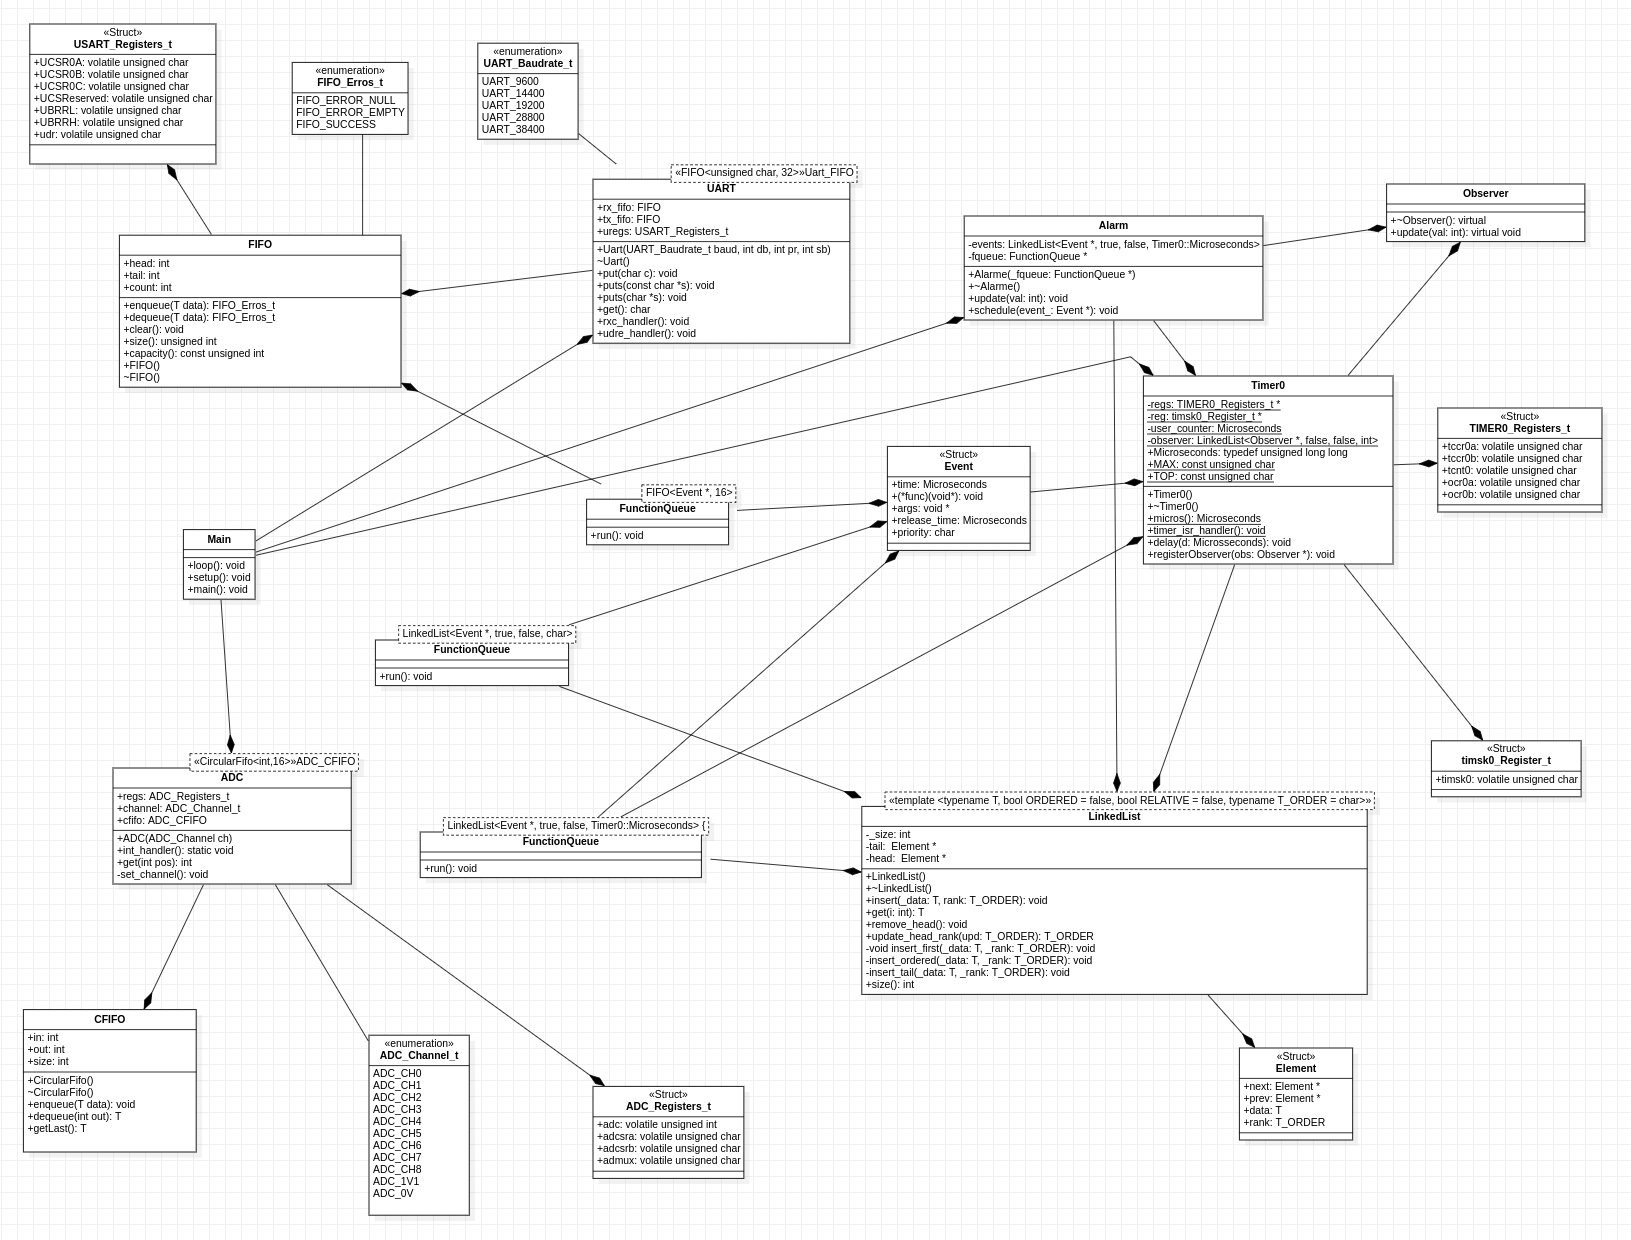 «Struct»
USART_Registers_t
+UCSR0A: volatile unsigned char
+UCSR0B: volatile unsigned char
+UCSR0C: volatile unsigned char
+UCSReserved: volatile unsigned char
+UBRRL: volatile unsigned char
+UBRRH: volatile unsigned char
+udr: volatile unsigned char
«enumeration»
FIFO_Erros_t
FIFO_ERROR_NULL
FIFO_ERROR_EMPTY
FIFO_SUCCESS
«enumeration»
UART_Baudrate_t
UART_9600
UART_14400
UART_19200
UART_28800
UART_38400
«FIFO<unsigned char, 32>»Uart_FIFO
UART
+rx_fifo: FIFO
+tx_fifo: FIFO
+uregs: USART_Registers_t
+Uart(UART_Baudrate_t baud, int db, int pr, int sb)
~Uart()
+put(char c): void
+puts(const char *s): void
+puts(char *s): void
+get(): char
+rxc_handler(): void
+udre_handler(): void
Observer
+~Observer(): virtual
+update(val: int): virtual void
Alarm
-events: LinkedList<Event *, true, false, Timer0::Microseconds>
-fqueue: FunctionQueue *
+Alarme(_fqueue: FunctionQueue *)
+~Alarme()
+update(val: int): void
+schedule(event_: Event *): void
FIFO
+head: int
+tail: int
+count: int
+enqueue(T data): FIFO_Erros_t
+dequeue(T data): FIFO_Erros_t
+clear(): void
+size(): unsigned int
+capacity(): const unsigned int
+FIFO()
~FIFO()
Timer0
-regs: TIMER0_Registers_t *
-reg: timsk0_Register_t *
-user_counter: Microseconds
-observer: LinkedList<Observer *, false, false, int>
+Microseconds: typedef unsigned long long
+MAX: const unsigned char
+TOP: const unsigned char
+Timer0()
+~Timer0()
+micros(): Microseconds
+timer_isr_handler(): void
+delay(d: Microsseconds): void
+registerObserver(obs: Observer *): void
«Struct»
TIMER0_Registers_t
+tccr0a: volatile unsigned char
+tccr0b: volatile unsigned char
+tcnt0: volatile unsigned char
+ocr0a: volatile unsigned char
+ocr0b: volatile unsigned char
«Struct»
Event
+time: Microseconds
+(*func)(void*): void
+args: void *
+release_time: Microseconds
+priority: char
FIFO<Event *, 16>
FunctionQueue
+run(): void
Main
+loop(): void
+setup(): void
+main(): void
LinkedList<Event *, true, false, char>
FunctionQueue
+run(): void
«CircularFifo<int,16>»ADC_CFIFO
ADC
+regs: ADC_Registers_t
+channel: ADC_Channel_t
+cfifo: ADC_CFIFO
+ADC(ADC_Channel ch)
+int_handler(): static void
+get(int pos): int
-set_channel(): void
«Struct»
timsk0_Register_t
+timsk0: volatile unsigned char
LinkedList<Event *, true, false, Timer0::Microseconds> {
FunctionQueue
+run(): void
«template <typename T, bool ORDERED = false, bool RELATIVE = false, typename T_ORDER = char>»
LinkedList
-_size: int
-tail:  Element *
-head:  Element *
+LinkedList()
+~LinkedList()
+insert(_data: T, rank: T_ORDER): void
+get(i: int): T
+remove_head(): void
+update_head_rank(upd: T_ORDER): T_ORDER
-void insert_first(_data: T, _rank: T_ORDER): void
-insert_ordered(_data: T, _rank: T_ORDER): void
-insert_tail(_data: T, _rank: T_ORDER): void
+size(): int
CFIFO
+in: int
+out: int
+size: int
+CircularFifo()
~CircularFifo()
+enqueue(T data): void
+dequeue(int out): T
+getLast(): T
«enumeration»
ADC_Channel_t
ADC_CH0
ADC_CH1
ADC_CH2
ADC_CH3
ADC_CH4
ADC_CH5
ADC_CH6
ADC_CH7
ADC_CH8
ADC_1V1
ADC_0V
«Struct»
ADC_Registers_t
+adc: volatile unsigned int
+adcsra: volatile unsigned char
+adcsrb: volatile unsigned char
+admux: volatile unsigned char
«Struct»
Element
+next: Element *
+prev: Element *
+data: T
+rank: T_ORDER